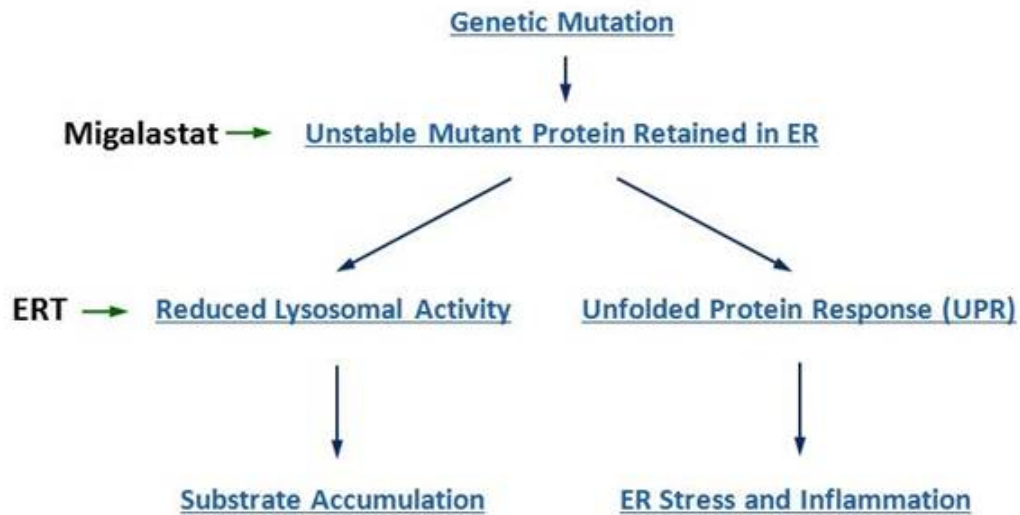 Genetic Mutation
Migalastat
Unstable Mutant Protein Retained in ER
ERT
Reduced Lysosomal Activity
Unfolded Protein Response (UPR)
Substrate Accumulation
ER Stress and Inflammation